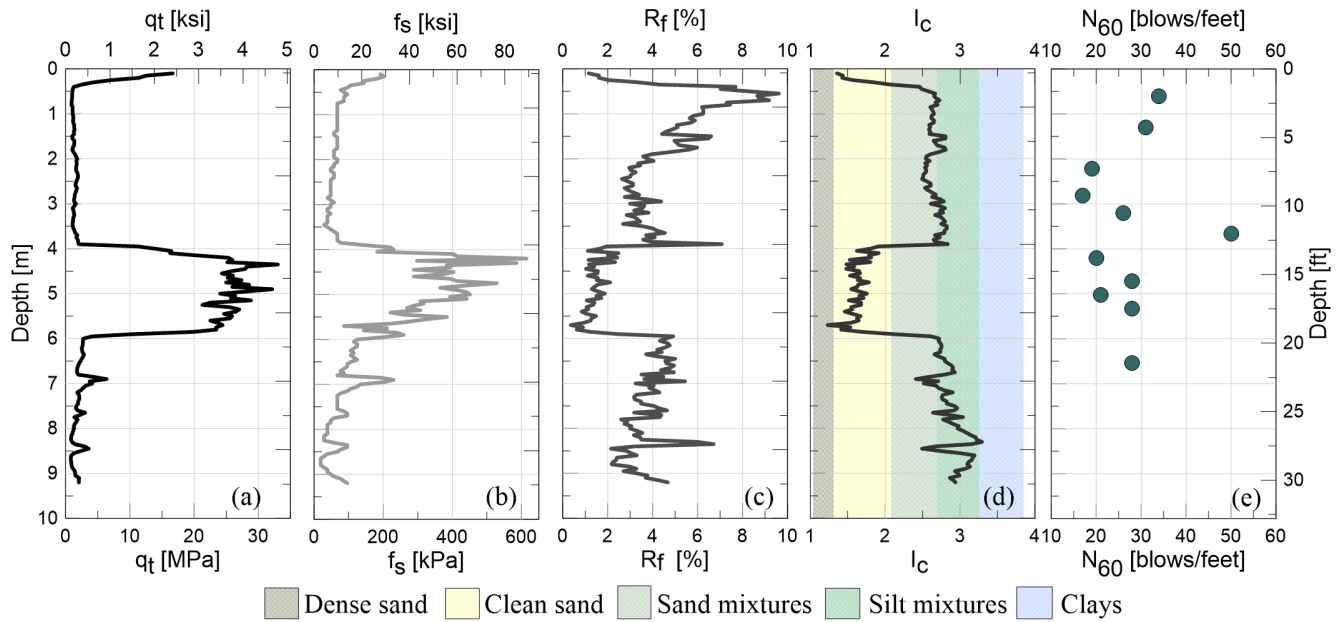 qt [ksi] fs [ksi] Rf [%] Ic N60 [blows/feet]
0 1 2 3 4 5 0 30 60 90 0 2 4 6 8 10 1 2 3 4 10 20 30 40 50 60
0 0
1
2 5
3 10
4
5 15
6 20
7
8 25
9 30
10
Depth [m]
Depth [ft]
(a) (b) (c) (d) (e)
0 10 20 30 0 200 400 600 0 2 4 6 8 10 1 2 3 4 10 20 30 40 50 60
qt [MPa] fs [kPa] Rf [%] Ic N60 [blows/feet]
Dense sand Clean sand Sand mixtures Silt mixtures Clays